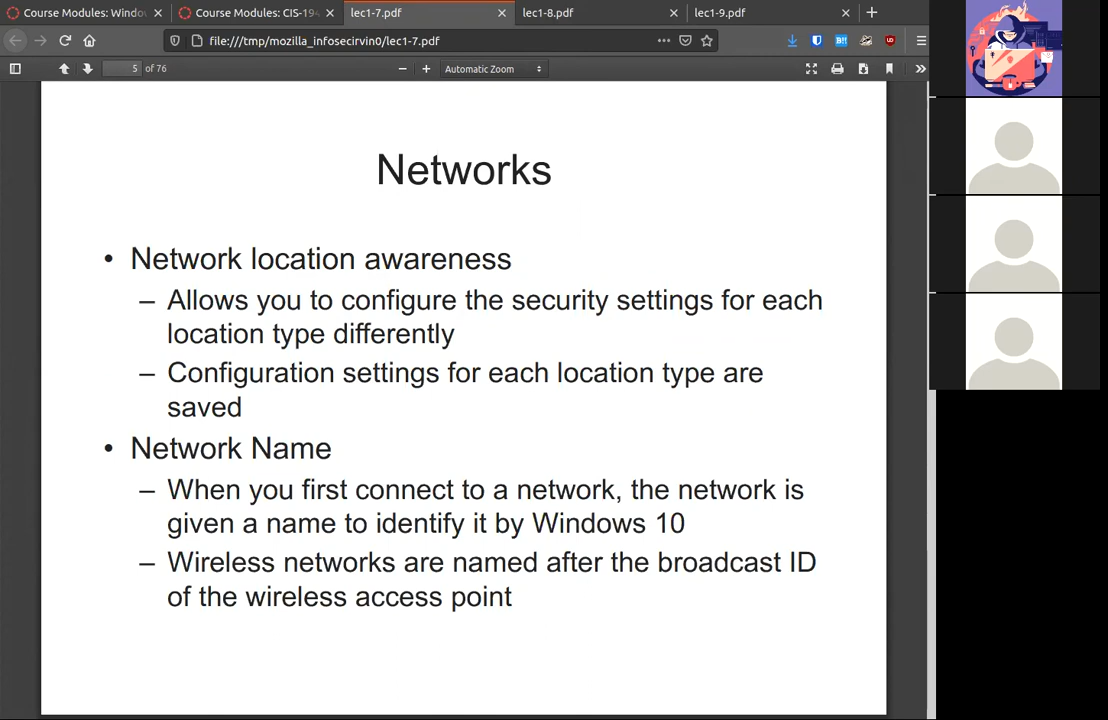 Course Modules: Windov
Course Modules: CIS-194
lec1-7.pdf
lec1-8.pdf
lec1-9.pdf
file:///tmp/mozilla_infosecirvin0/lec1-7.pdf
5 of 76
Automatic Zoom
Networks
• Network location awareness
– Allows you to configure the security settings for each
location type differently
– Configuration settings for each location type are
saved
• Network Name
– When you first connect to a network, the network is
given a name to identify it by Windows 10
– Wireless networks are named after the broadcast ID
of the wireless access point